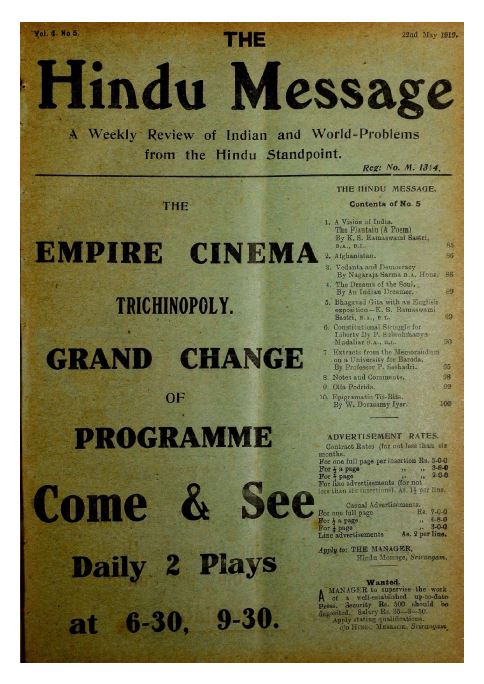 Vol. 4. No 5.
22nd May 1919.
THE
Hindu Message
A Weekly Review of Indian and World-Problems
from the Hindu Standpoint.
Reg: No. M. 1314.
THE
EMPIRE CINEMA
TRICHINOPOLY.
GRAND CHANGE
OF
PROGRAMME
Come & See
Daily 2 Plays
at 6-30, 9-30.
THE HINDU MESSAGE.
Contents of No. 5
1. A Vision of India.
The Plantain (A Poem)
By K. S. Ramaswami Sastri,
B.A., B.L. 85
2. Afghanistan. 86
3. Vedanta and Democracy
By Nagaraja Sarma B.A. Hons. 86
4. The Dreams of the Soul.
By An Indian Dreamer. 89
5. Bhagavad Gita with an English
exposition—K. S. Ramaswami
Sastri, B.A., B.L. 89
6. Constitutional Struggle for
Liberty By P. Subrahmanya
Mudaliar B.A., B.L. 90
7. Extracts from the Memorandum
on a University for Baroda.
By Professor P. Seshadri. 95
8. Notes and Comments. 98
9. Olla Podrida. 99
10. Epigramatic Tit-Bits.
By W. Doraisamy Iyer. 100
ADVERTISEMENT RATES.
Contract Rates (for not less than six
months.
For one full page per insertion Rs. 5-0-0
For ½ a page " " 3-8-0
For ¼ page " " 2-0-0
For line advertisements (for not
less than six insertions). As. 1½ per line.
Casual Advertisements.
For one full page Rs. 7-0-0
For ½ a page " 4-8-0
For ¼ page " 3-0-0
Line advertisements As. 2 per line.
Apply to: THE MANAGER,
Hindu Message, Srirangam.
Wanted.
A MANAGER to supervise the work
of a well-established up-to-date
Press. Security Rs. 500 should be
deposited. Salary Rs. 35—3—50.
Apply stating qualifications.
c/o HINDU MESSAGE, Srirangam